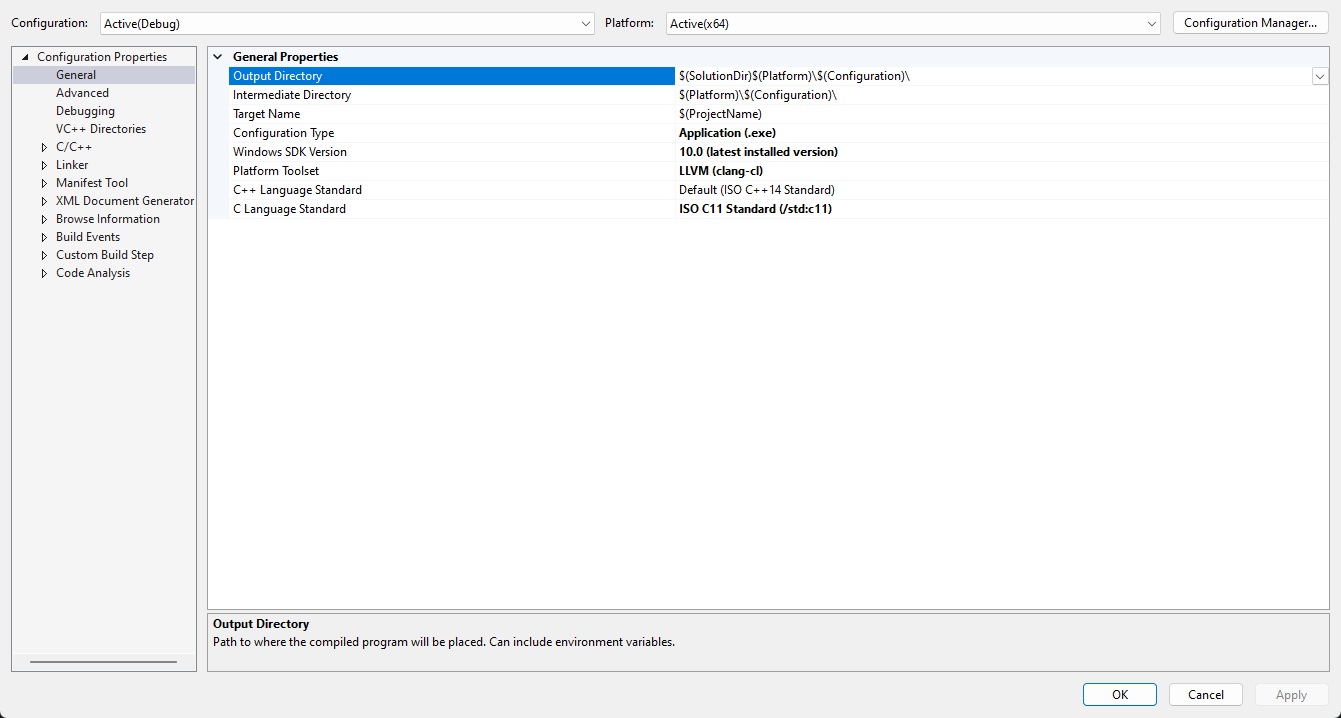 Configuration: Active(Debug) Platform: Active(x64) Configuration Manager...
Configuration Properties
General
Advanced
Debugging
VC++ Directories
C/C++
Linker
Manifest Tool
XML Document Generator
Browse Information
Build Events
Custom Build Step
Code Analysis
General Properties
Output Directory $(SolutionDir)$(Platform)\$(Configuration)\
Intermediate Directory $(Platform)\$(Configuration)\
Target Name $(ProjectName)
Configuration Type Application (.exe)
Windows SDK Version 10.0 (latest installed version)
Platform Toolset LLVM (clang-cl)
C++ Language Standard Default (ISO C++14 Standard)
C Language Standard ISO C11 Standard (/std:c11)
Output Directory
Path to where the compiled program will be placed. Can include environment variables.
OK Cancel Apply